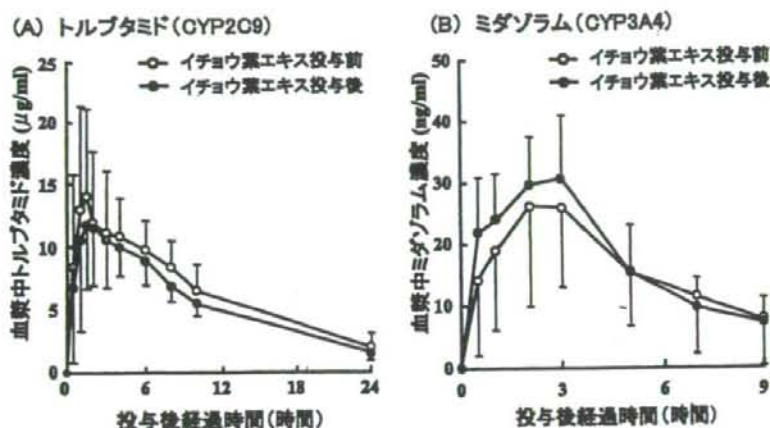 (A) トルブタミド(CYP2C9)
イチョウ葉エキス投与前
イチョウ葉エキス投与後
血漿中トルブタミド濃度 (μg/ml)
25
20
15
10
5
0
0 6 12 18 24
投与後経過時間(時間)
(B) ミダゾラム(CYP3A4)
イチョウ葉エキス投与前
イチョウ葉エキス投与後
血漿中ミダゾラム濃度 (ng/ml)
50
40
30
20
10
0
0 3 6 9
投与後経過時間(時間)